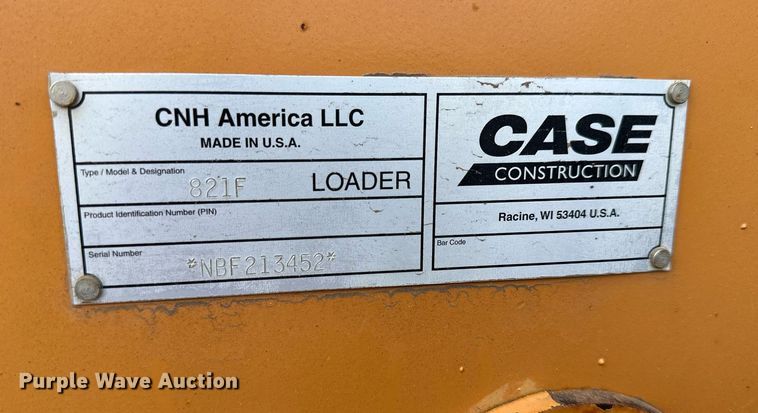 CNH America LLC
MADE IN U.S.A.
Type / Model & Designation
821F LOADER
Product Identification Number (PIN)
Serial Number
*NBF213452*
CASE
CONSTRUCTION
Racine, WI 53404 U.S.A.
Bar Code
Purple Wave Auction